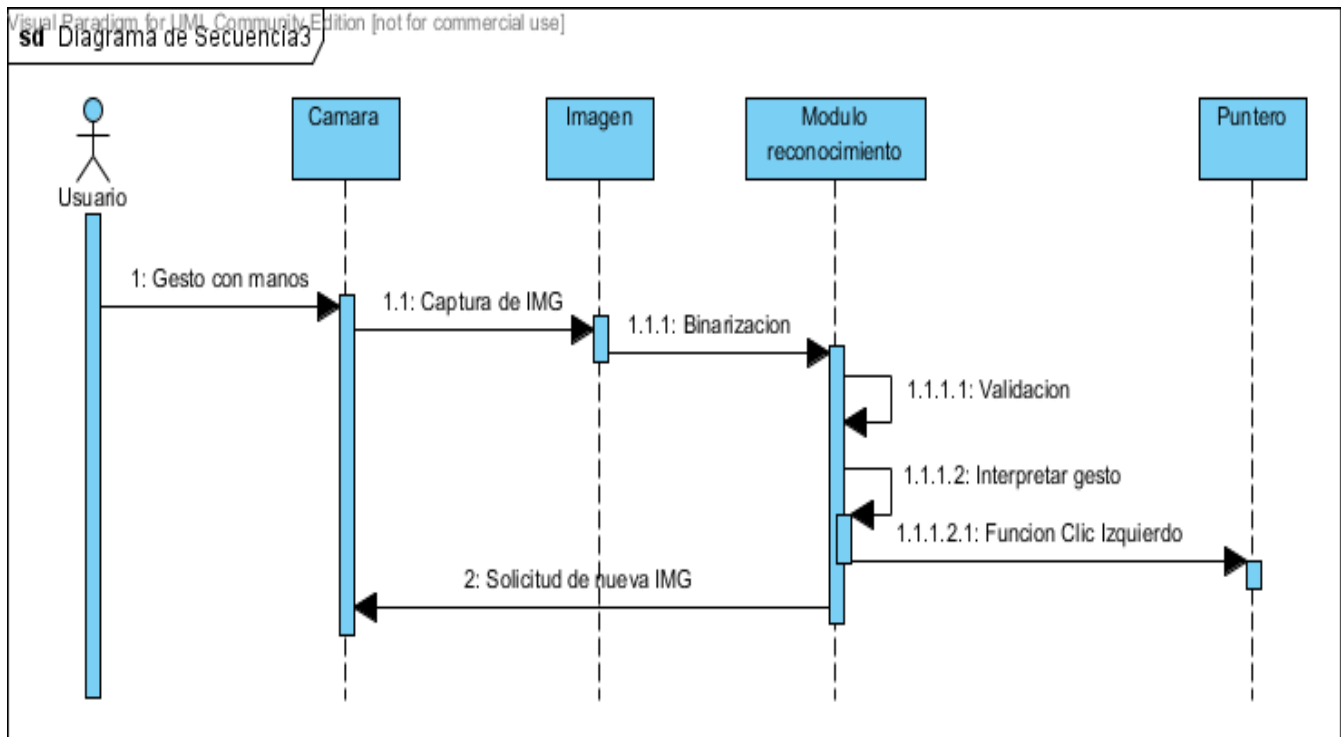 Visual Paradigm for UML Community Edition [not for commercial use]
sd Diagrama de Secuencia3
Usuario
Camara
Imagen
Modulo
reconocimiento
Puntero
1: Gesto con manos
1.1: Captura de IMG
1.1.1: Binarizacion
1.1.1.1: Validacion
1.1.1.2: Interpretar gesto
1.1.1.2.1: Funcion Clic Izquierdo
2: Solicitud de nueva IMG